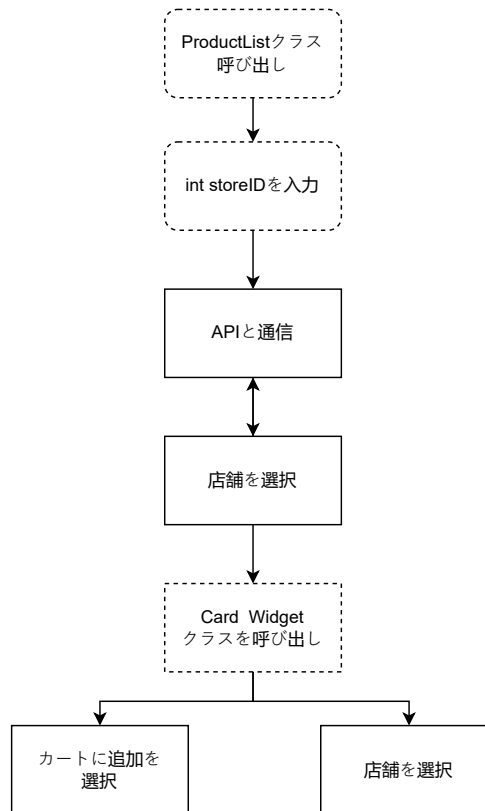 ProductListクラス
呼び出し
int storeIDを入力
APIと通信
店舗を選択
Card Widget
クラスを呼び出し
カートに追加を
選択
店舗を選択